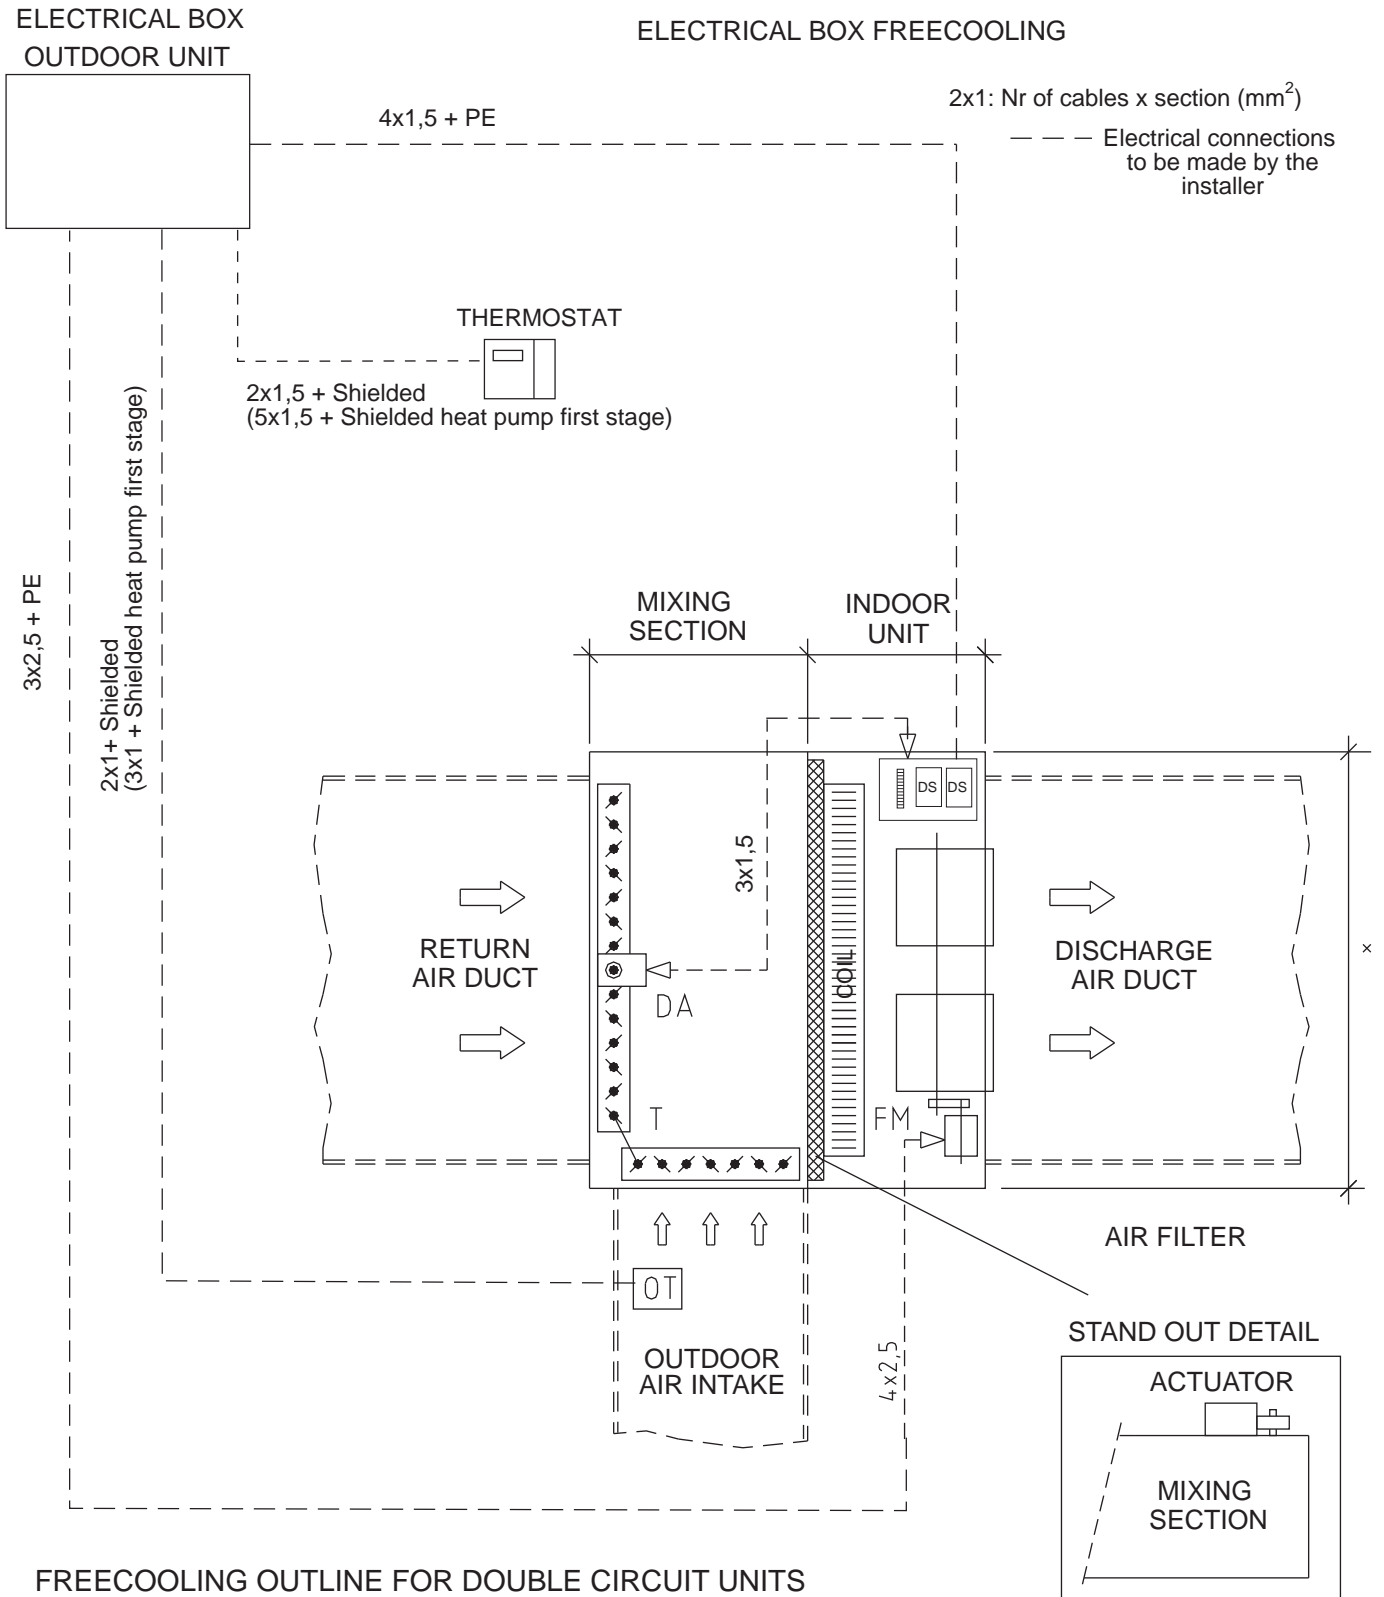 ELECTRICAL BOX
OUTDOOR UNIT
ELECTRICAL BOX FREECOOLING
2x1: Nr of cables x section (mm²)
Electrical connections
to be made by the
installer
4x1,5 + PE
THERMOSTAT
2x1,5 + Shielded
(5x1,5 + Shielded heat pump first stage)
3x2,5 + PE
2x1+ Shielded
(3x1 + Shielded heat pump first stage)
MIXING
SECTION
INDOOR
UNIT
DS DS
3x1,5
RETURN
AIR DUCT
COIL
DISCHARGE
AIR DUCT
x
DA
T
FM
AIR FILTER
OT
OUTDOOR
AIR INTAKE
4x2,5
STAND OUT DETAIL
ACTUATOR
MIXING
SECTION
FREECOOLING OUTLINE FOR DOUBLE CIRCUIT UNITS